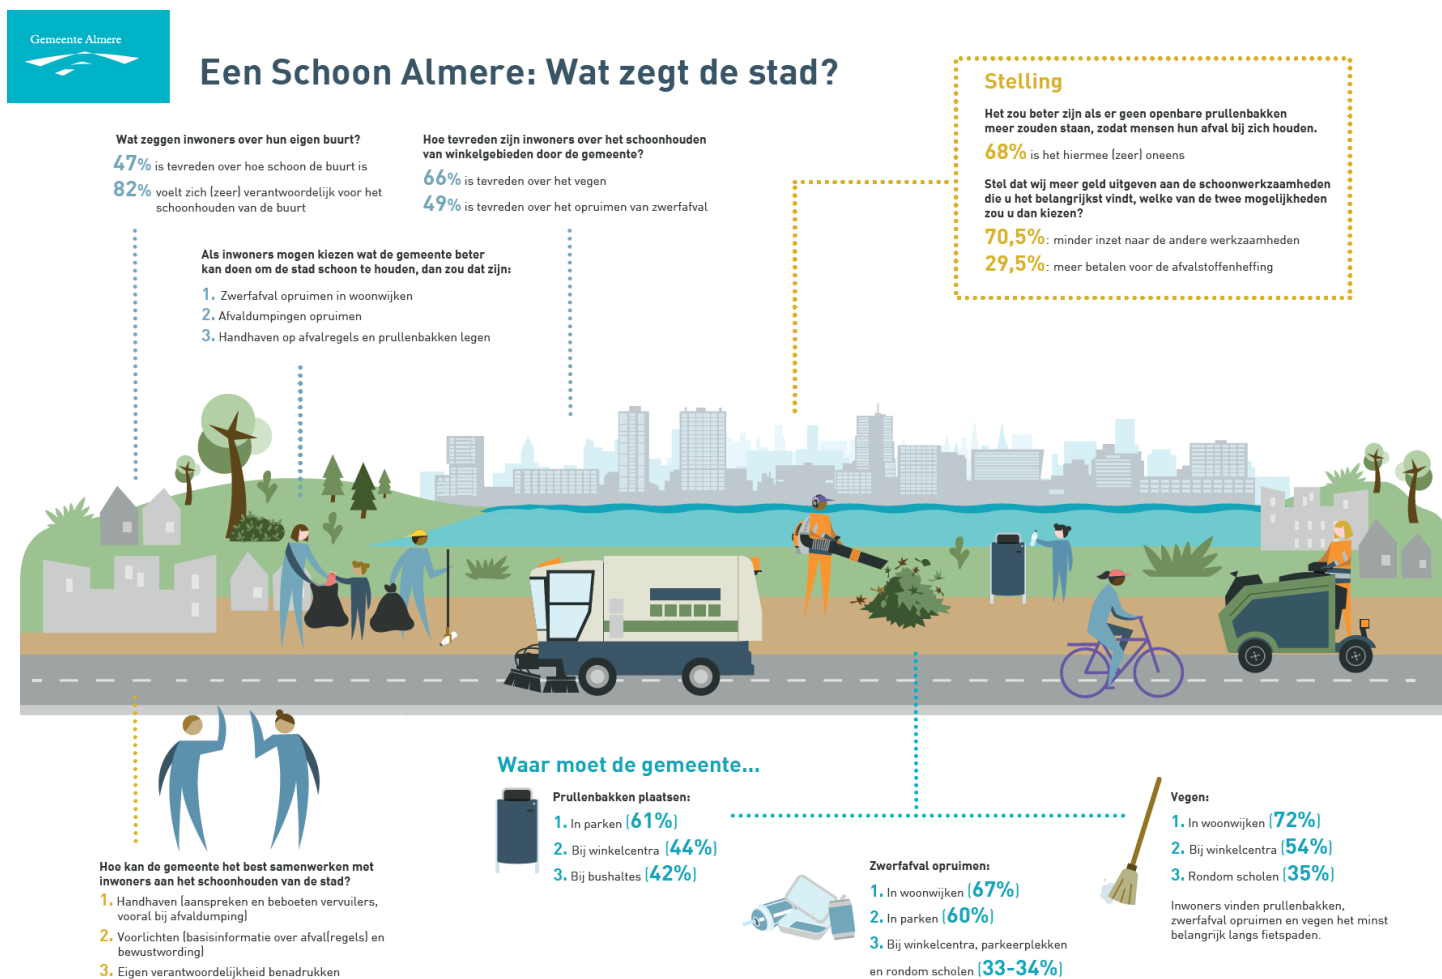 Gemeente Almere
Een Schoon Almere: Wat zegt de stad?
Wat zeggen inwoners over hun eigen buurt?
47% is tevreden over hoe schoon de buurt is
82% voelt zich (zeer) verantwoordelijk voor het
schoonhouden van de buurt
Hoe tevreden zijn inwoners over het schoonhouden
van winkelgebieden door de gemeente?
66% is tevreden over het vegen
49% is tevreden over het opruimen van zwerfafval
Als inwoners mogen kiezen wat de gemeente beter
kan doen om de stad schoon te houden, dan zou dat zijn:
1. Zwerfafval opruimen in woonwijken
2. Afvaldumpingen opruimen
3. Handhaven op afvalregels en prullenbakken legen
Stelling
Het zou beter zijn als er geen openbare prullenbakken
meer zouden staan, zodat mensen hun afval bij zich houden.
68% is het hiermee (zeer) oneens
Stel dat wij meer geld uitgeven aan de schoonwerkzaamheden
die u het belangrijkst vindt, welke van de twee mogelijkheden
zou u dan kiezen?
70,5%: minder inzet naar de andere werkzaamheden
29,5%: meer betalen voor de afvalstoffenheffing
Hoe kan de gemeente het best samenwerken met
inwoners aan het schoonhouden van de stad?
1. Handhaven (aanspreken en beboeten vervuilers,
vooral bij afvaldumping)
2. Voorlichten (basisinformatie over afval(regels) en
bewustwording)
3. Eigen verantwoordelijkheid benadrukken
Waar moet de gemeente...
Prullenbakken plaatsen:
1. In parken (61%)
2. Bij winkelcentra (44%)
3. Bij bushaltes (42%)
Zwerfafval opruimen:
1. In woonwijken (67%)
2. In parken (60%)
3. Bij winkelcentra, parkeerplekken
en rondom scholen (33-34%)
Vegen:
1. In woonwijken (72%)
2. Bij winkelcentra (54%)
3. Rondom scholen (35%)
Inwoners vinden prullenbakken,
zwerfafval opruimen en vegen het minst
belangrijk langs fietspaden.